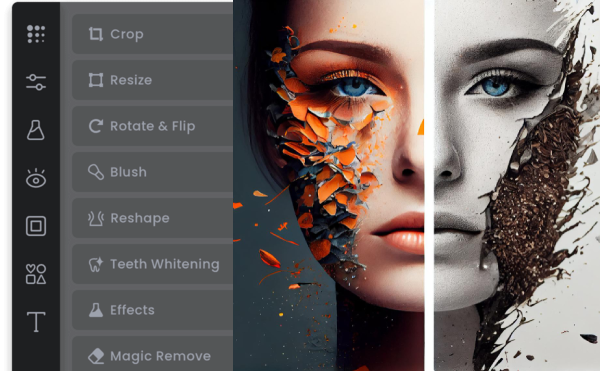 Crop
Resize
Rotate & Flip
Blush
Reshape
Teeth Whitening
Effects
Magic Remove